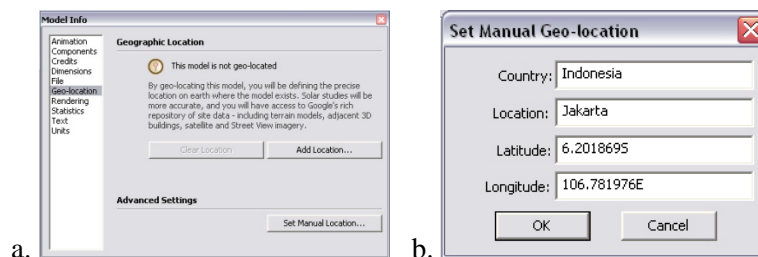 Model Info
Animation
Components
Credits
Dimensions
File
Geo-location
Rendering
Statistics
Text
Units
Geographic Location
This model is not geo-located
By geo-locating this model, you will be defining the precise
location on earth where the model exists. Solar studies will be
more accurate, and you will have access to Google's rich
repository of site data - including terrain models, adjacent 3D
buildings, satellite and Street View imagery.
Clear Location
Add Location...
Advanced Settings
Set Manual Location...
a.
Set Manual Geo-location
Country: Indonesia
Location: Jakarta
Latitude: 6.201869S
Longitude: 106.781976E
OK
Cancel
b.